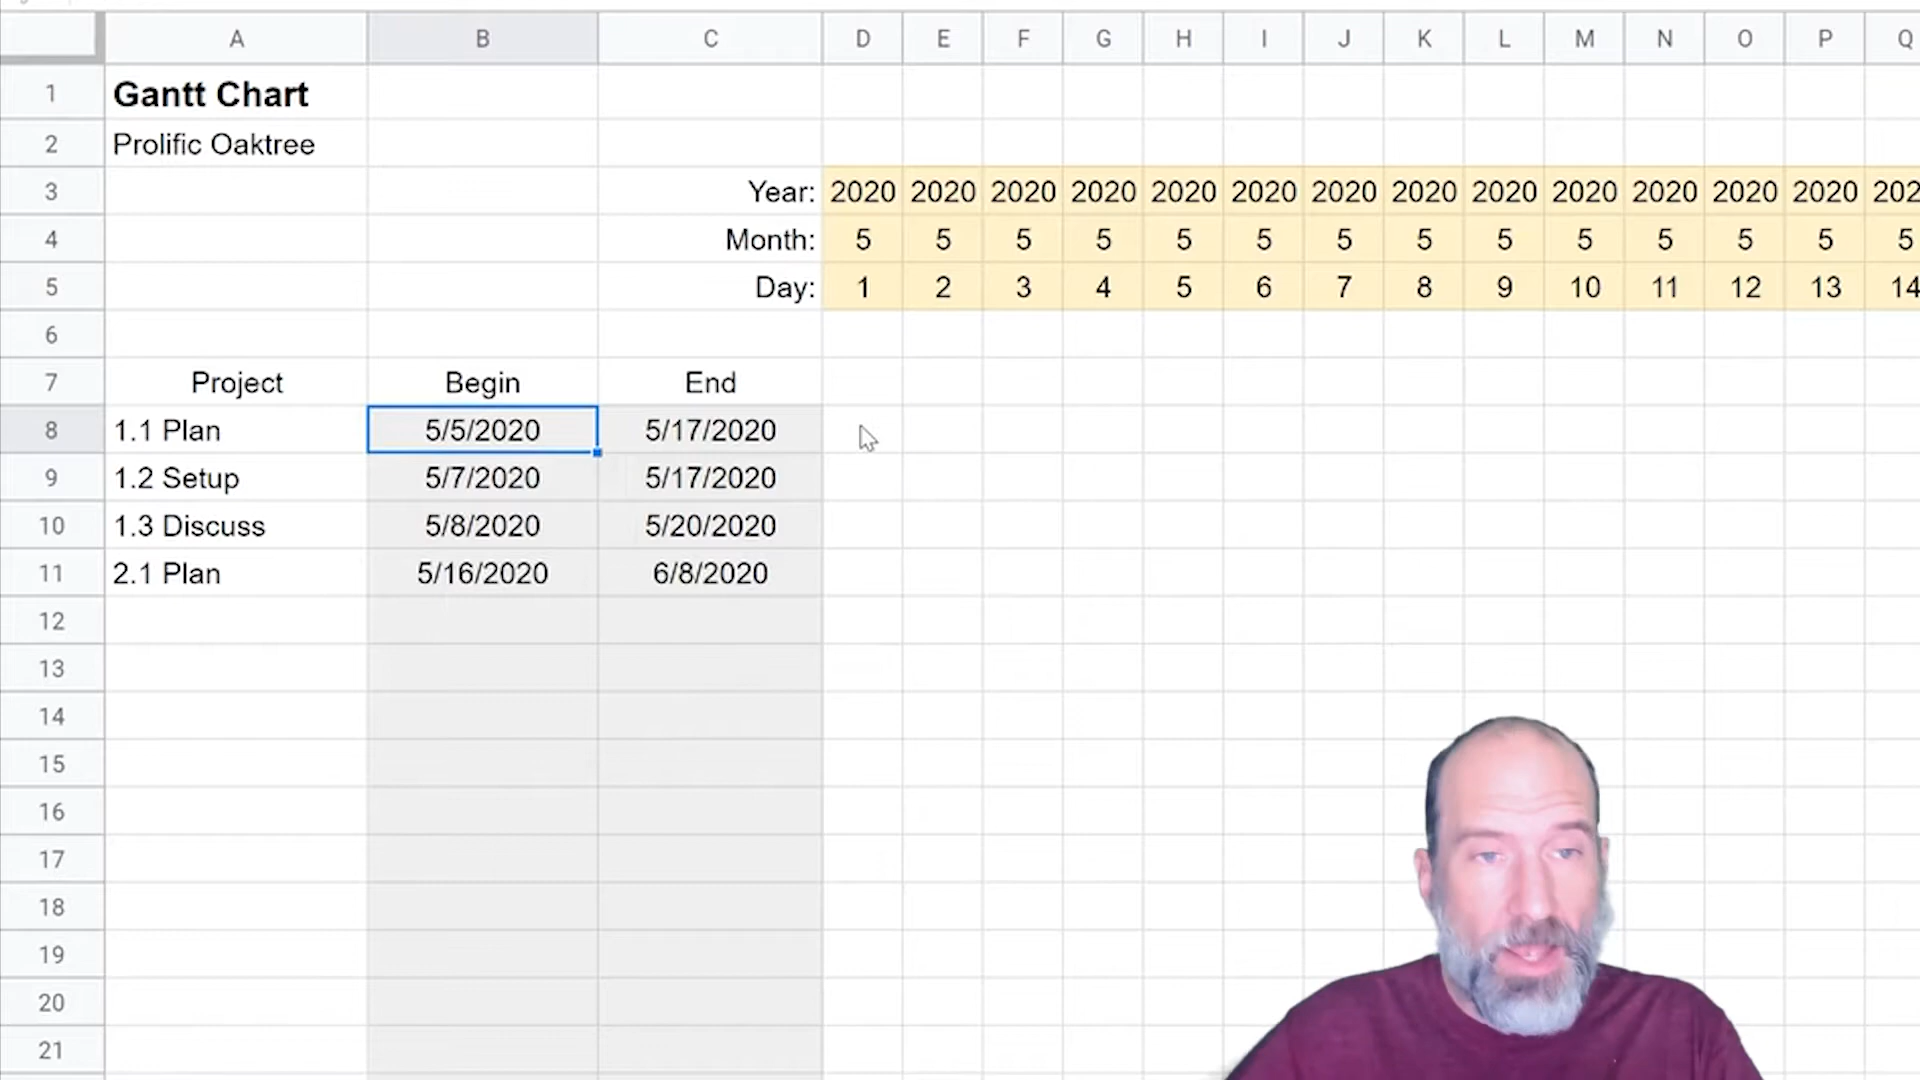 A B C D E F G H I J K L M N O P Q
1 Gantt Chart
2 Prolific Oaktree
3 Year: 2020 2020 2020 2020 2020 2020 2020 2020 2020 2020 2020 2020 2020 202
4 Month: 5 5 5 5 5 5 5 5 5 5 5 5 5 5
5 Day: 1 2 3 4 5 6 7 8 9 10 11 12 13 14
6
7 Project Begin End
8 1.1 Plan 5/5/2020 5/17/2020
9 1.2 Setup 5/7/2020 5/17/2020
10 1.3 Discuss 5/8/2020 5/20/2020
11 2.1 Plan 5/16/2020 6/8/2020
12
13
14
15
16
17
18
19
20
21